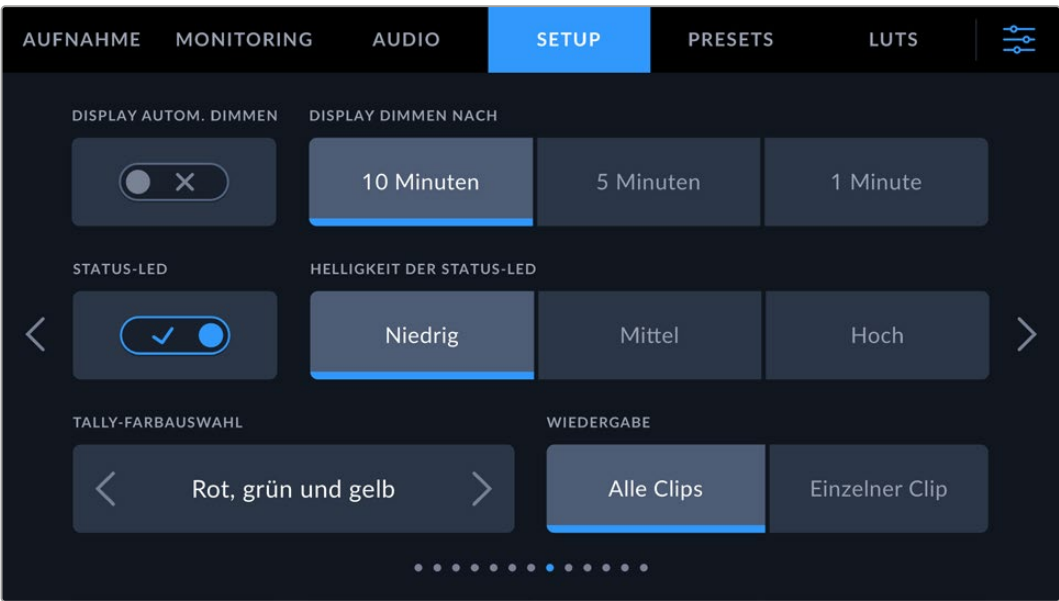 AUFNAHME MONITORING AUDIO SETUP PRESETS LUTS
DISPLAY AUTOM. DIMMEN DISPLAY DIMMEN NACH
10 Minuten 5 Minuten 1 Minute
STATUS-LED HELLIGKEIT DER STATUS-LED
Niedrig Mittel Hoch
TALLY-FARBAUSWAHL WIEDERGABE
Rot, grün und gelb Alle Clips Einzelner Clip